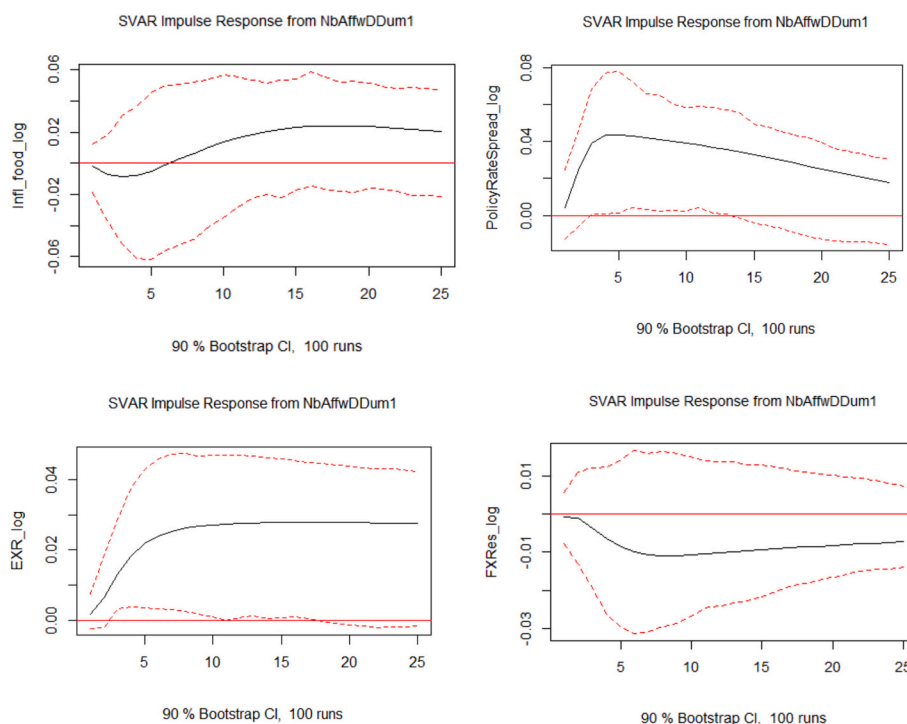 SVAR Impulse Response from NbAffwDDum1
Infl_food_log
0.06
0.02
-0.02
-0.06
5 10 15 20 25
90 % Bootstrap CI, 100 runs
SVAR Impulse Response from NbAffwDDum1
PolicyRateSpread_log
0.08
0.04
0.00
5 10 15 20 25
90 % Bootstrap CI, 100 runs
SVAR Impulse Response from NbAffwDDum1
EXR_log
0.04
0.02
0.00
5 10 15 20 25
90 % Bootstrap CI, 100 runs
SVAR Impulse Response from NbAffwDDum1
FXRes_log
0.01
-0.01
-0.03
5 10 15 20 25
90 % Bootstrap CI, 100 runs